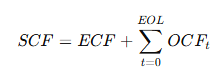 SCF = ECF + \sum_{t=0}^{EOL} OCF_t